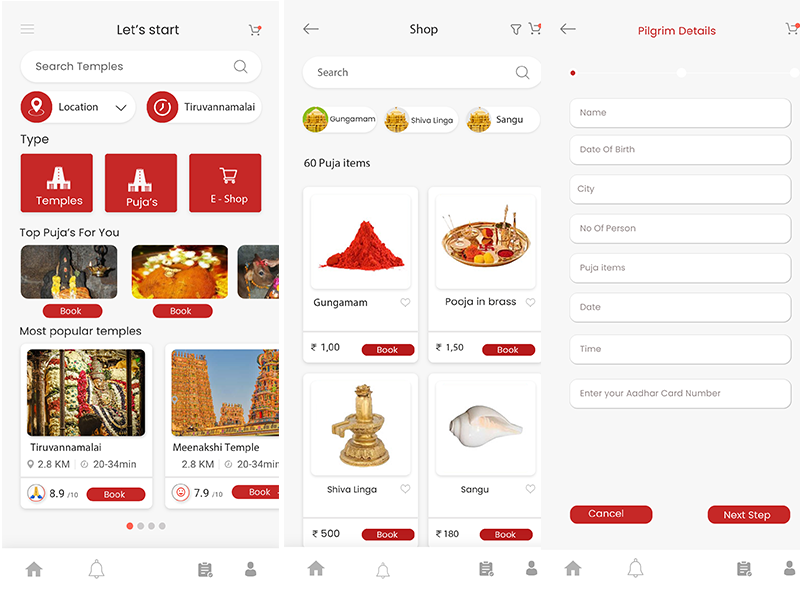 Let's start
Search Temples
Location
Tiruvannamalai
Type
Temples
Puja's
E - Shop
Top Puja's For You
Book
Book
Most popular temples
Tiruvannamalai
2.8 KM
20-34min
8.9 /10
Book
Meenakshi Temple
2.8 KM
20-34min
7.9 /10
Book
Shop
Search
Gungamam
Shiva Linga
Sangu
60 Puja items
Gungamam
₹ 1,00
Book
Pooja in brass
₹ 1,50
Book
Shiva Linga
₹ 500
Book
Sangu
₹ 180
Book
Pilgrim Details
Name
Date Of Birth
City
No Of Person
Puja items
Date
Time
Enter your Aadhar Card Number
Cancel
Next Step